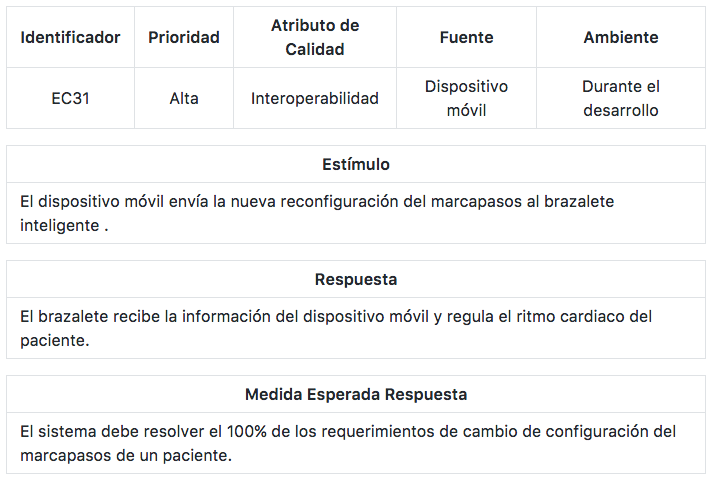 Identificador Prioridad Atributo de Calidad Fuente Ambiente
EC31 Alta Interoperabilidad Dispositivo móvil Durante el desarrollo
Estímulo
El dispositivo móvil envía la nueva reconfiguración del marcapasos al brazalete
inteligente .
Respuesta
El brazalete recibe la información del dispositivo móvil y regula el ritmo cardiaco del
paciente.
Medida Esperada Respuesta
El sistema debe resolver el 100% de los requerimientos de cambio de configuración del
marcapasos de un paciente.